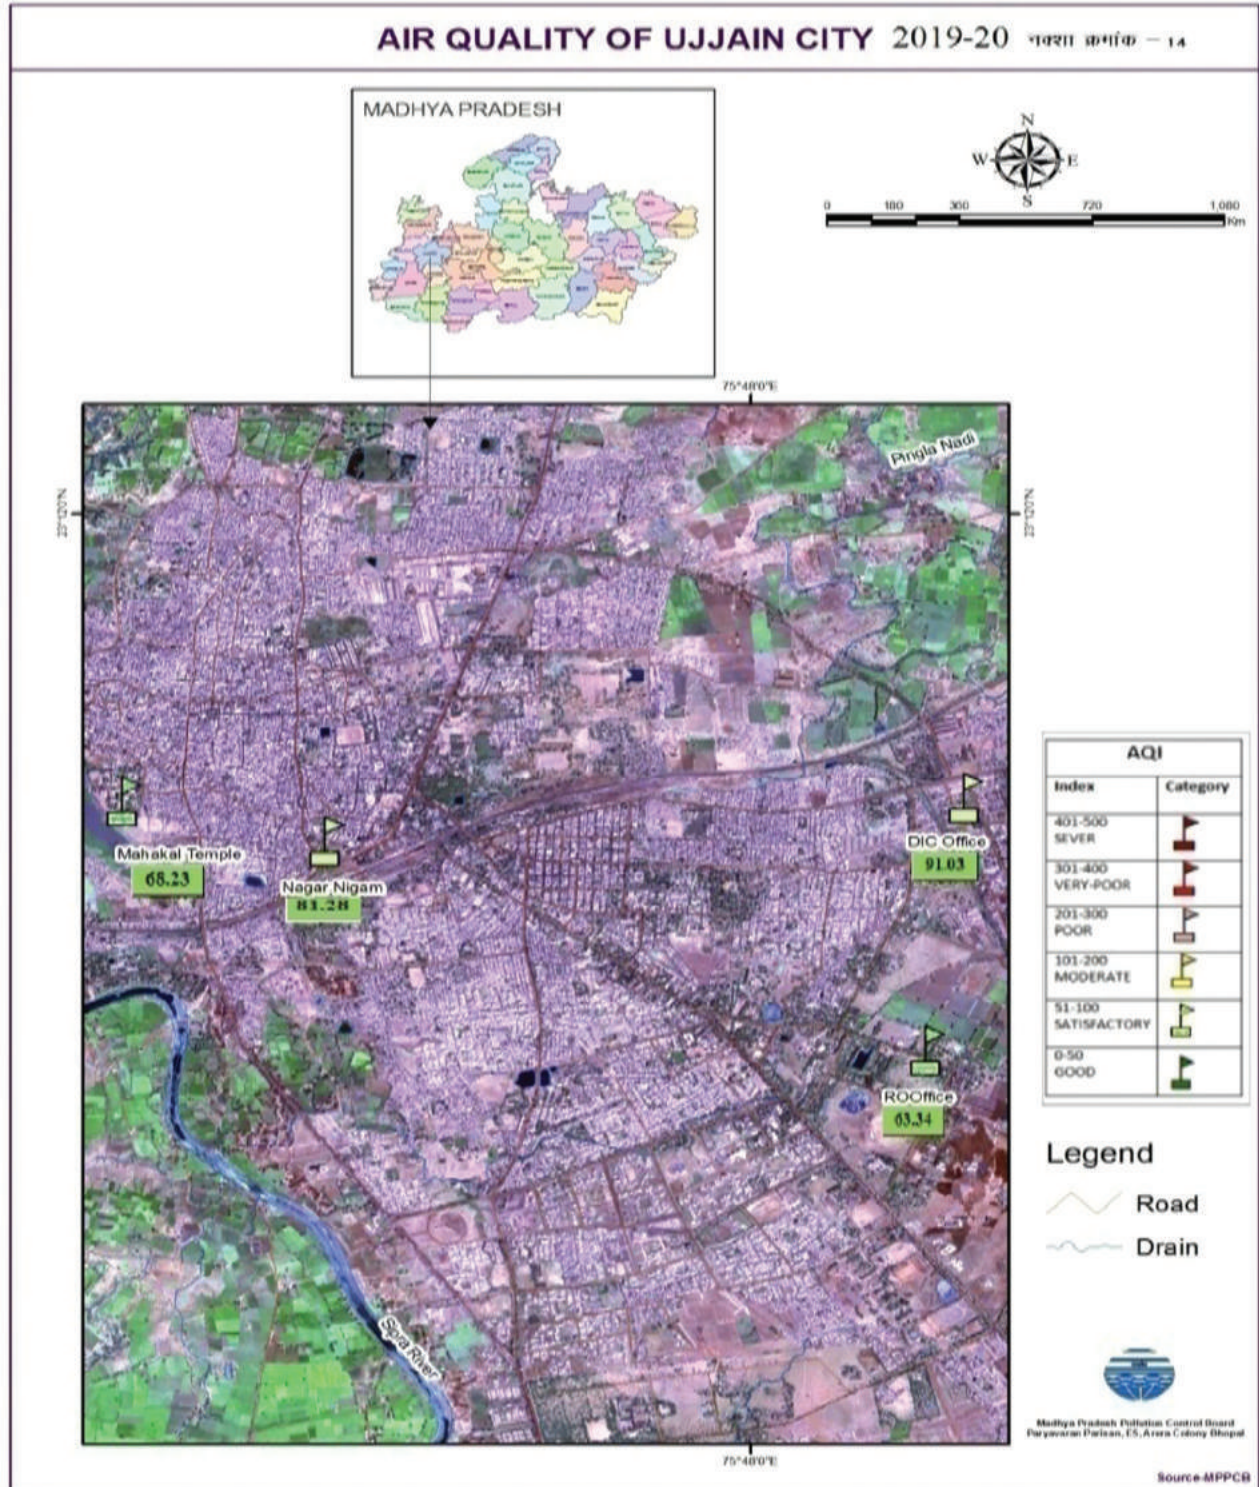 AIR QUALITY OF UJJAIN CITY 2019-20 नक्शा क्रमांक - 14
MADHYA PRADESH
N
W E
S
0 180 360 720 1,080
Km
75°48'0"E
Pingla Nadi
23°12'0"N
23°12'0"N
Mahakal Temple
68.23
Nagar Nigam
81.28
DIC Office
91.03
ROOffice
63.34
Sipra River
75°48'0"E
AQI
Index Category
401-500
SEVER
301-400
VERY-POOR
201-300
POOR
101-200
MODERATE
51-100
SATISFACTORY
0-50
GOOD
Legend
Road
Drain
Madhya Pradesh Pollution Control Board
Paryavaran Parisar, E5, Arera Colony Bhopal
Source-MPPCB